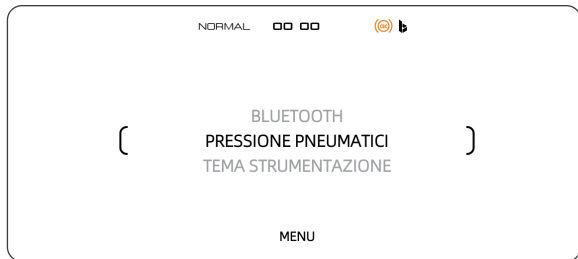 NORMAL 00 00
BLUETOOTH
PRESSIONE PNEUMATICI
TEMA STRUMENTAZIONE
MENU